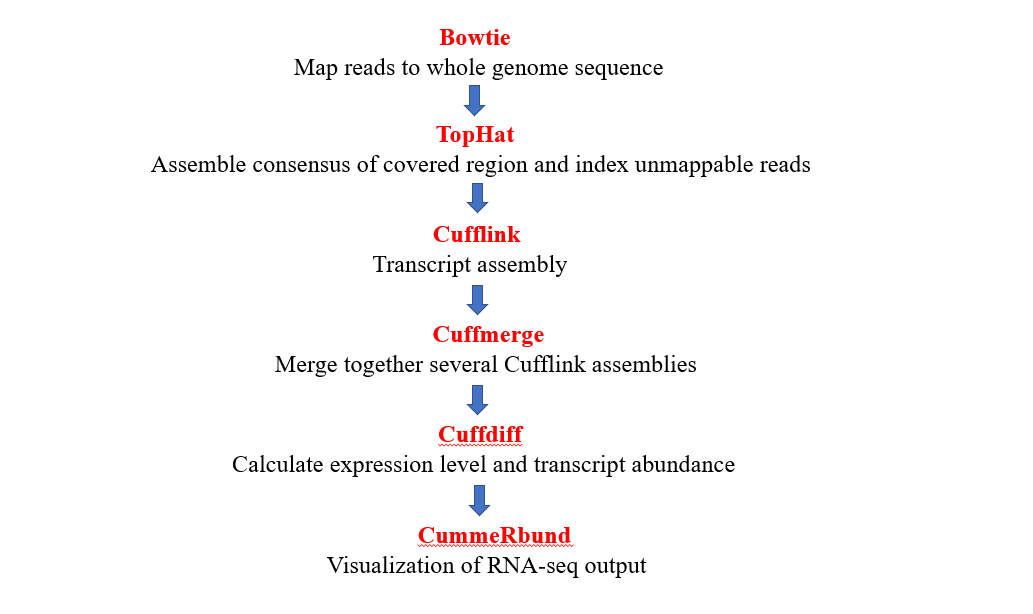 Bowtie
Map reads to whole genome sequence
TopHat
Assemble consensus of covered region and index unmappable reads
Cufflink
Transcript assembly
Cuffmerge
Merge together several Cufflink assemblies
Cuffdiff
Calculate expression level and transcript abundance
CummeRbund
Visualization of RNA-seq output